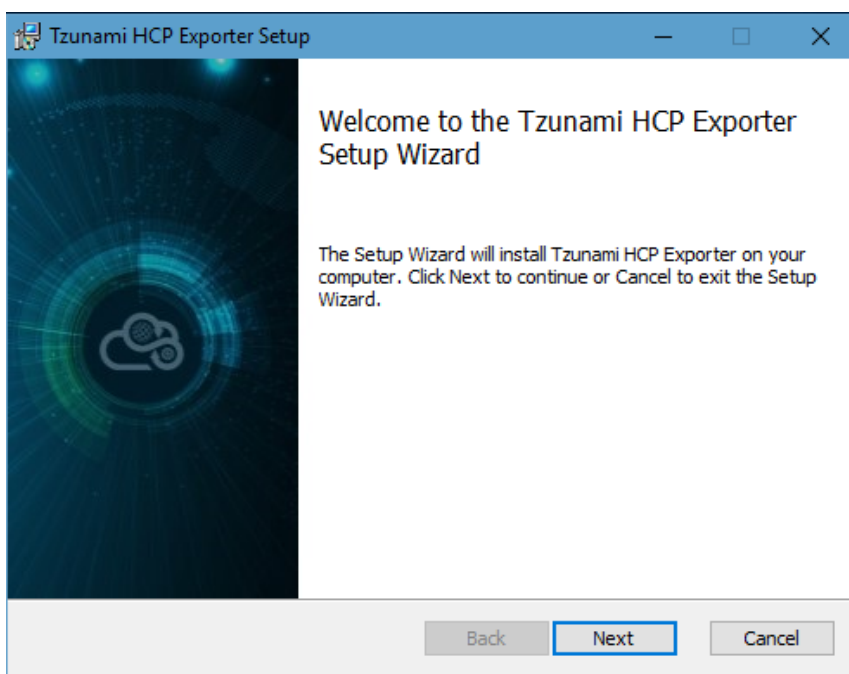 Tzunami HCP Exporter Setup
Welcome to the Tzunami HCP Exporter
Setup Wizard
The Setup Wizard will install Tzunami HCP Exporter on your
computer. Click Next to continue or Cancel to exit the Setup
Wizard.
Back Next Cancel